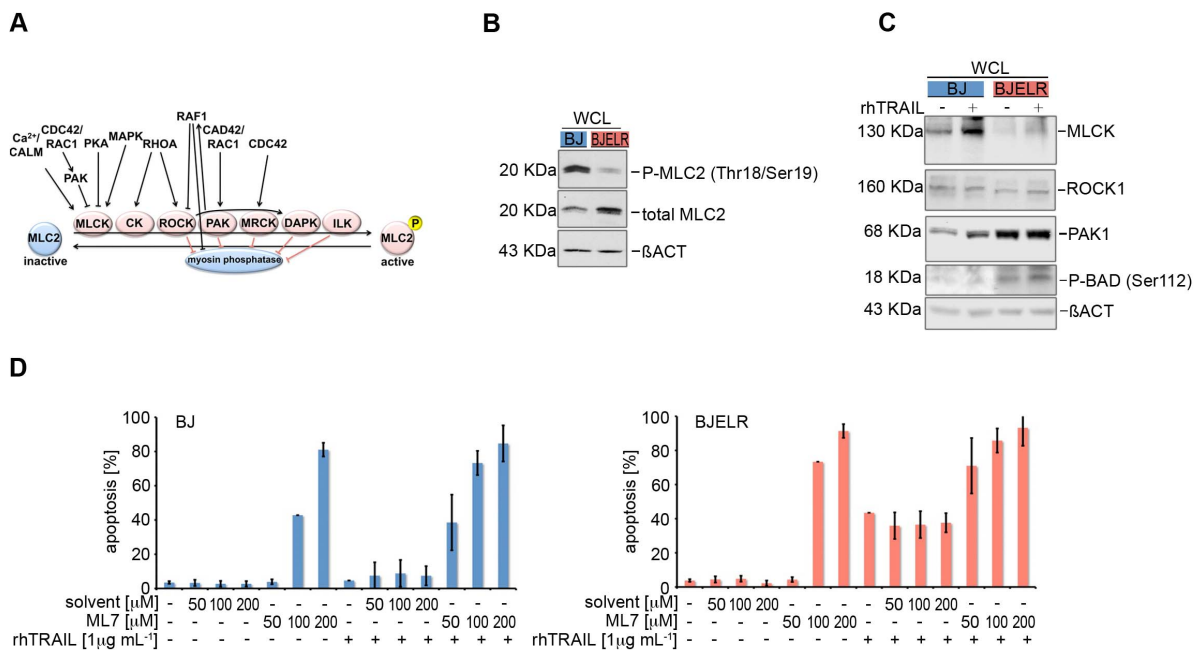 A
B
C
RAF1
CDC42/ MAPK CAD42/
Ca²⁺/ RAC1 PKA RHOA RAC1 CDC42
CALM
PAK
MLCK CK ROCK PAK MRCK DAPK ILK
P
MLC2 MLC2
myosin phosphatase
inactive active
WCL
BJ BJELR
20 KDa P-MLC2 (Thr18/Ser19)
20 KDa total MLC2
43 KDa ßACT
WCL
BJ BJELR
rhTRAIL - + - +
130 KDa MLCK
160 KDa ROCK1
68 KDa PAK1
18 KDa P-BAD (Ser112)
43 KDa ßACT
D
BJ
apoptosis [%]
100
80
60
40
20
0
solvent [µM] - 50 100 200 - - - - 50 100 200 - - -
ML7 [µM] - - - - 50 100 200 - - - - 50 100 200
rhTRAIL [1µg mL⁻¹] - - - - - - - + + + + + + +
BJELR
apoptosis [%]
100
80
60
40
20
0
solvent [µM] - 50 100 200 - - - - 50 100 200 - - -
ML7 [µM] - - - - 50 100 200 - - - - 50 100 200
rhTRAIL [1µg mL⁻¹] - - - - - - - + + + + + + +